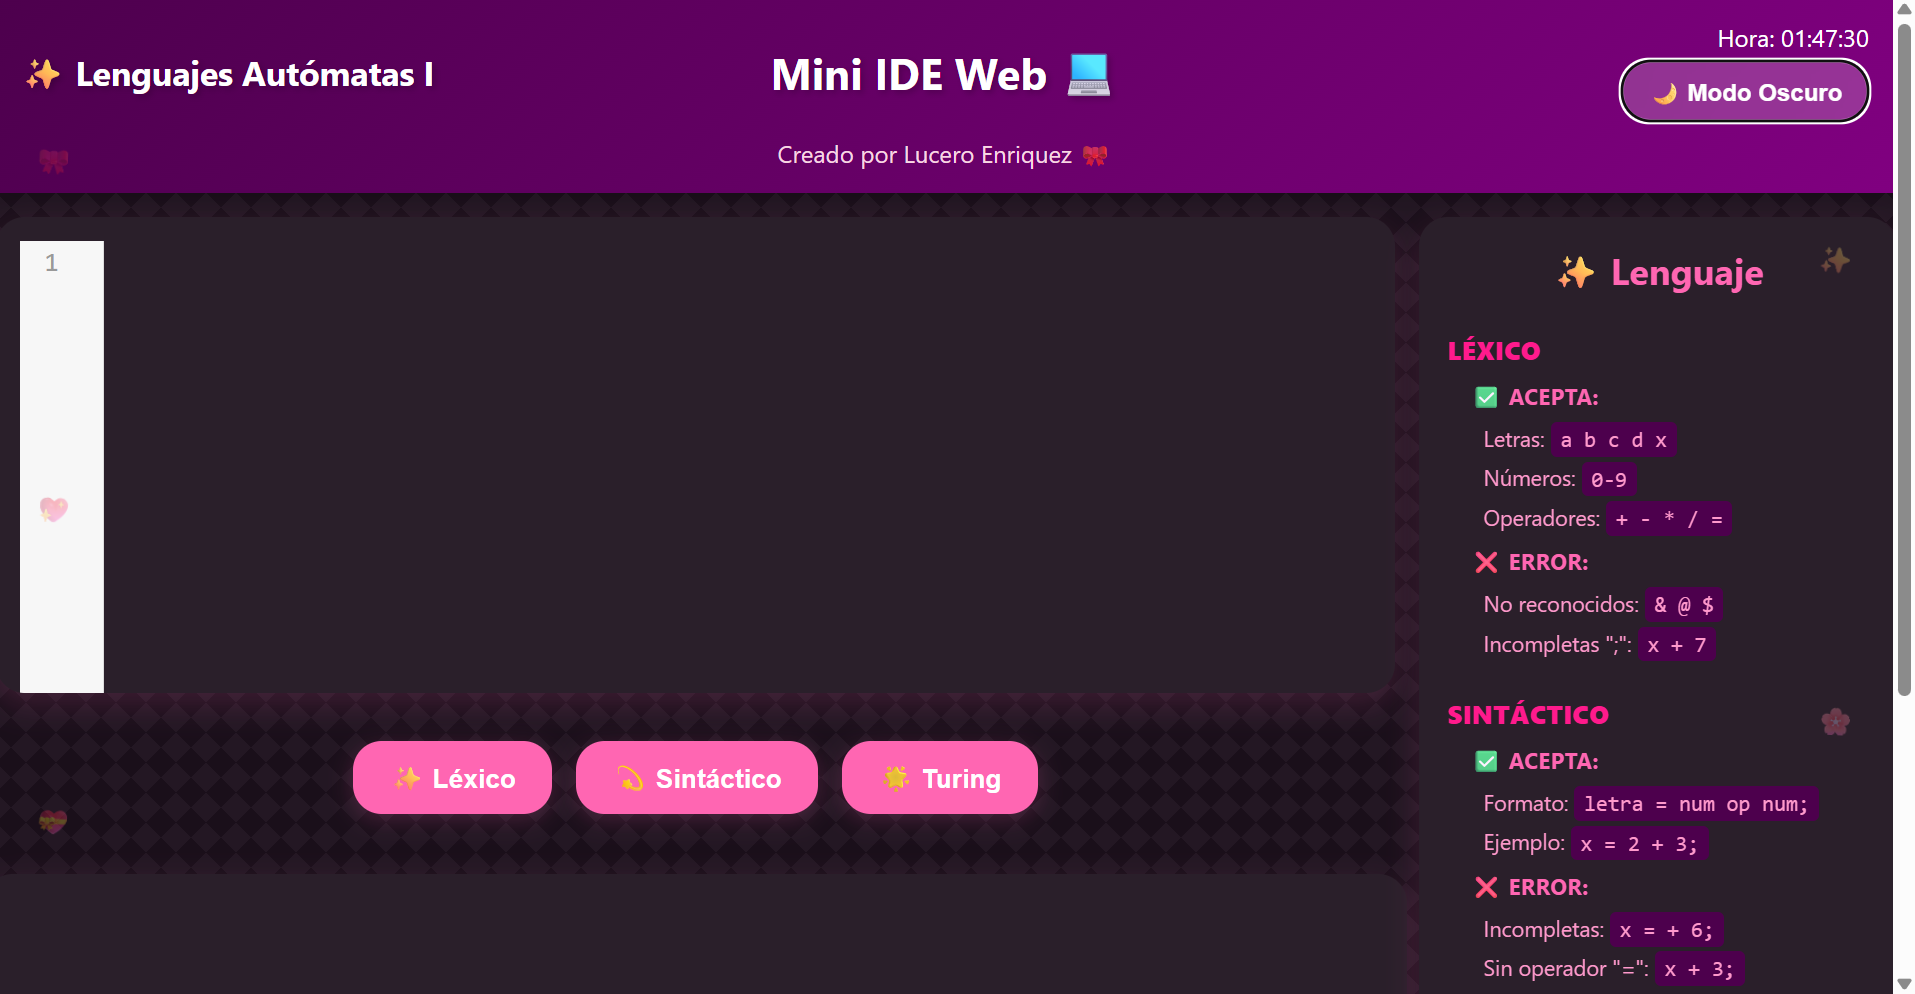 ✨ Lenguajes Autómatas I
Mini IDE Web 💻
Creado por Lucero Enriquez 🎀
Hora: 01:47:30
🌙 Modo Oscuro
1
✨ Léxico
💫 Sintáctico
🌟 Turing
✨ Lenguaje
LÉXICO
✅ ACEPTA:
Letras: a b c d x
Números: 0-9
Operadores: + - * / =
❌ ERROR:
No reconocidos: & @ $
Incompletas ";": x + 7
SINTÁCTICO
✅ ACEPTA:
Formato: letra = num op num;
Ejemplo: x = 2 + 3;
❌ ERROR:
Incompletas: x = + 6;
Sin operador "=": x + 3;